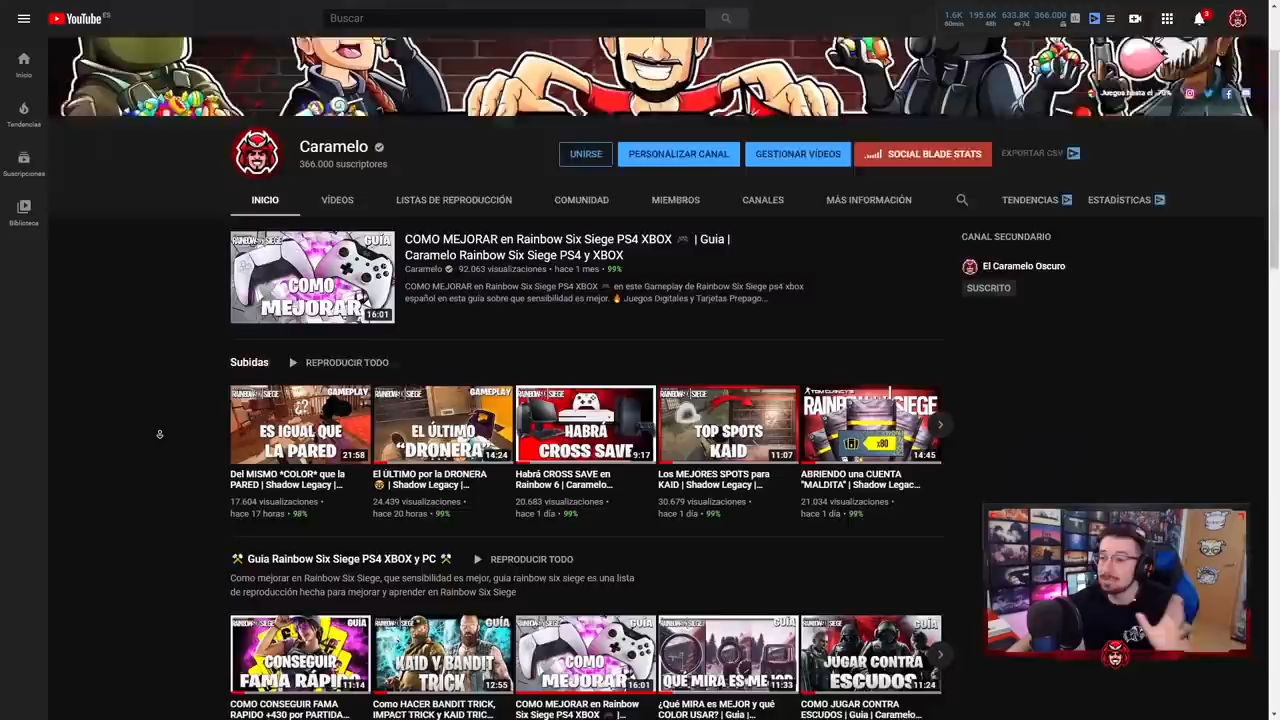 YouTube ES
Buscar
1.6K 195.6K 633.8K 366.000
60min 48h 7d
3
Inicio
Tendencias
Suscripciones
Biblioteca
Juegos hasta el -70%
Caramelo
366.000 suscriptores
UNIRSE
PERSONALIZAR CANAL
GESTIONAR VÍDEOS
SOCIAL BLADE STATS
EXPORTAR CSV
INICIO
VÍDEOS
LISTAS DE REPRODUCCIÓN
COMUNIDAD
MIEMBROS
CANALES
MÁS INFORMACIÓN
TENDENCIAS
ESTADÍSTICAS
RAINBOW SIX SIEGE
GUÍA
COMO
MEJORAR
16:01
COMO MEJORAR en Rainbow Six Siege PS4 XBOX 🎮 | Guia |
Caramelo Rainbow Six Siege PS4 y XBOX
Caramelo 92.063 visualizaciones • hace 1 mes • 99%
COMO MEJORAR en Rainbow Six Siege PS4 XBOX 🎮 en este Gameplay de Rainbow Six Siege ps4 xbox
español en esta guía sobre que sensibilidad es mejor. 🔥 Juegos Digitales y Tarjetas Prepago...
CANAL SECUNDARIO
El Caramelo Oscuro
SUSCRITO
Subidas
REPRODUCIR TODO
GAMEPLAY
ES IGUAL QUE
LA PARED
21:58
Del MISMO *COLOR* que la
PARED | Shadow Legacy |...
17.604 visualizaciones
hace 17 horas • 98%
GAMEPLAY
EL ÚLTIMO
“DRONERA”
14:24
El ÚLTIMO por la DRONERA
| Shadow Legacy |...
24.439 visualizaciones
hace 20 horas • 99%
HABRÁ
CROSS SAVE
9:17
Habrá CROSS SAVE en
Rainbow 6 | Caramelo...
20.683 visualizaciones
hace 1 día • 99%
TOP SPOTS
KAID
11:07
Los MEJORES SPOTS para
KAID | Shadow Legacy |...
30.679 visualizaciones
hace 1 día • 99%
TOM CLANCY'S
RAINBOW SIX SIEGE
x80
14:45
ABRIENDO una CUENTA
"MALDITA" | Shadow Legac...
21.034 visualizaciones
hace 1 día • 99%
Guia Rainbow Six Siege PS4 XBOX y PC
REPRODUCIR TODO
Como mejorar en Rainbow Six Siege, que sensibilidad es mejor, guia rainbow six siege es una lista
de reproducción hecha para mejorar y aprender en Rainbow Six Siege
GUÍA
CONSEGUIR
FAMA RÁPIDO
11:14
COMO CONSEGUIR FAMA
RAPIDO +430 por PARTIDA...
GUÍA
KAID Y BANDIT
TRICK
12:55
Como HACER BANDIT TRICK,
IMPACT TRICK y KAID TRIC...
GUÍA
COMO
MEJORAR
16:01
COMO MEJORAR en Rainbow
Six Siege PS4 XBOX 🎮 |...
GUÍA
QUÉ MIRA ES MEJOR
11:33
¿Qué MIRA es MEJOR y qué
COLOR USAR? | Guia |...
GUÍA
JUGAR CONTRA
ESCUDOS
11:24
COMO JUGAR CONTRA
ESCUDOS | Guia | Caramelo...